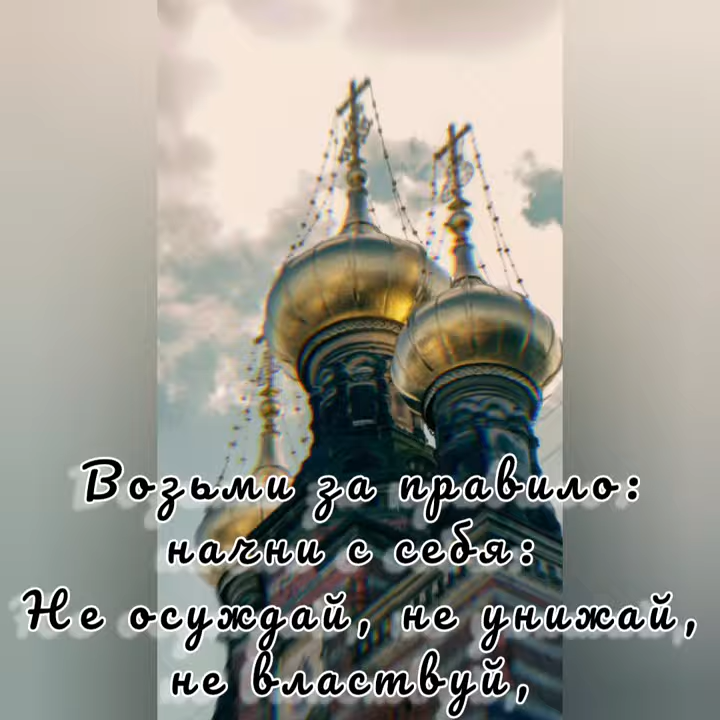 Возьми за правило:
начни с себя:
Не осуждай, не унижай,
не властвуй,